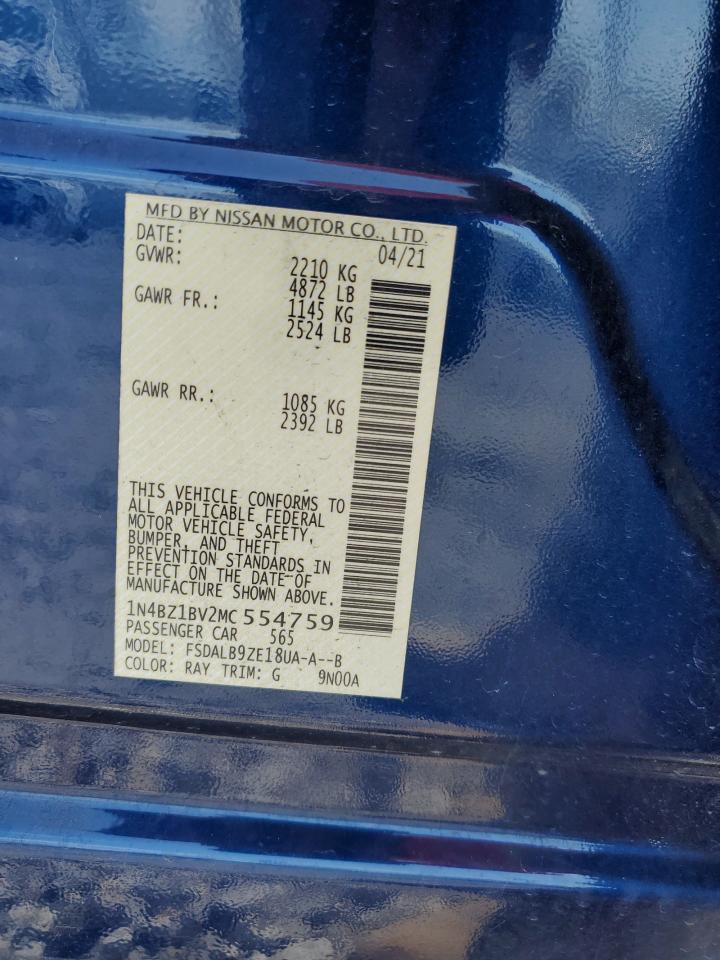 MFD BY NISSAN MOTOR CO., LTD.
DATE: 04/21
GVWR: 2210 KG
4872 LB
GAWR FR.: 1145 KG
2524 LB
GAWR RR.: 1085 KG
2392 LB
THIS VEHICLE CONFORMS TO
ALL APPLICABLE FEDERAL
MOTOR VEHICLE SAFETY,
BUMPER, AND THEFT
PREVENTION STANDARDS IN
EFFECT ON THE DATE OF
MANUFACTURE SHOWN ABOVE.
1N4BZ1BV2MC 554759
PASSENGER CAR 565
MODEL: FSDALB9ZE18UA-A--B
COLOR: RAY TRIM: G 9N00A